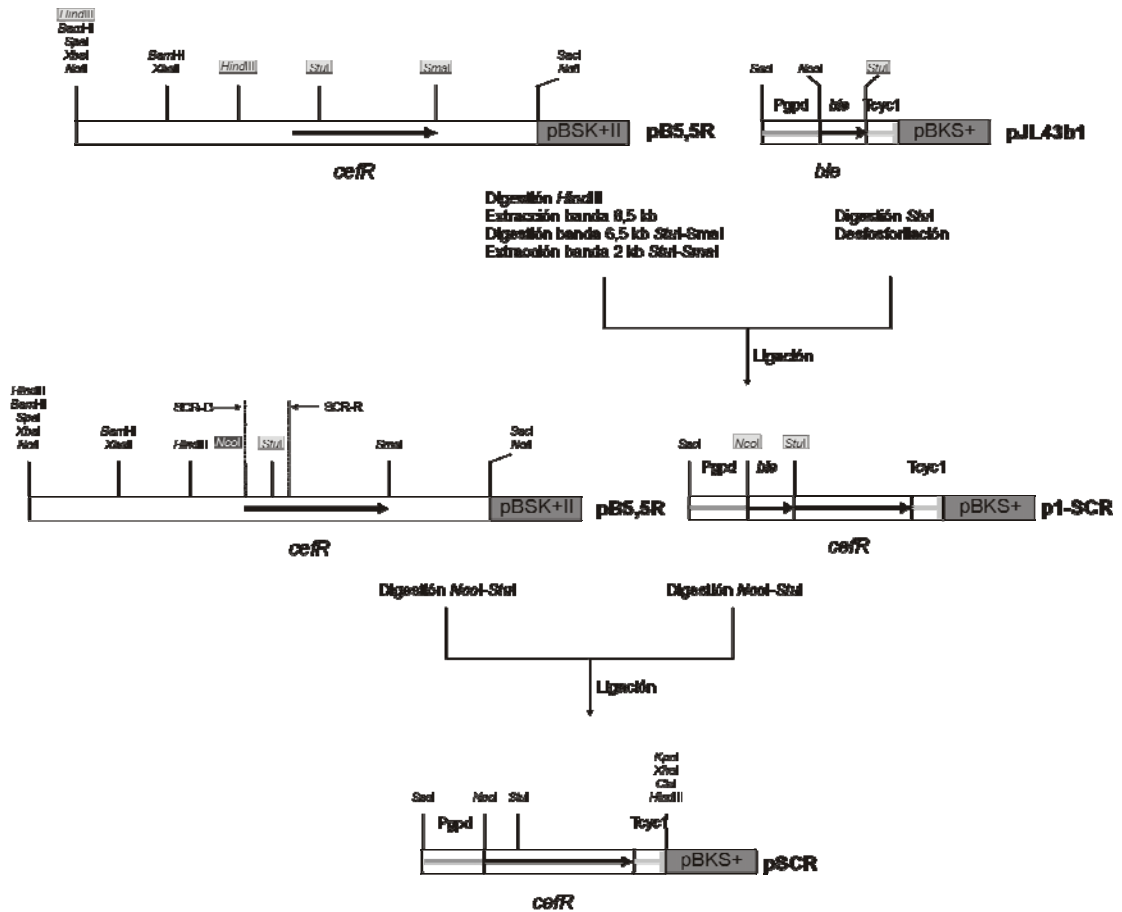 HindIII
BamHI
SpeI
XbaI
NotI
BamHI
XhoII
HindIII
StuI
SmaI
SacI
NotI
pBSK+II
pB5,5R
cefR
SacI
NcoI
StuI
Pgpd
ble
Tcyc1
pBKS+
pJL43b1
ble
Digestión HindIII
Extracción banda 6,5 kb
Digestión banda 6,5 kb StuI-SmaI
Extracción banda 2 kb StuI-SmaI
Digestión StuI
Desfosforilación
Ligación
HindIII
BamHI
SpeI
XbaI
NotI
BamHI
HindIII
NcoI
SCR-D
StuI
SCR-R
SmaI
SacI
NotI
pBSK+II
pB5,5R
cefR
SacI
NcoI
StuI
Pgpd
ble
Tcyc1
pBKS+
p1-SCR
cefR
Digestión NcoI-StuI
Digestión NcoI-StuI
Ligación
SacI
NcoI
StuI
KpnI
XhoI
ClaI
HindIII
Pgpd
Tcyc1
pBKS+
pSCR
cefR